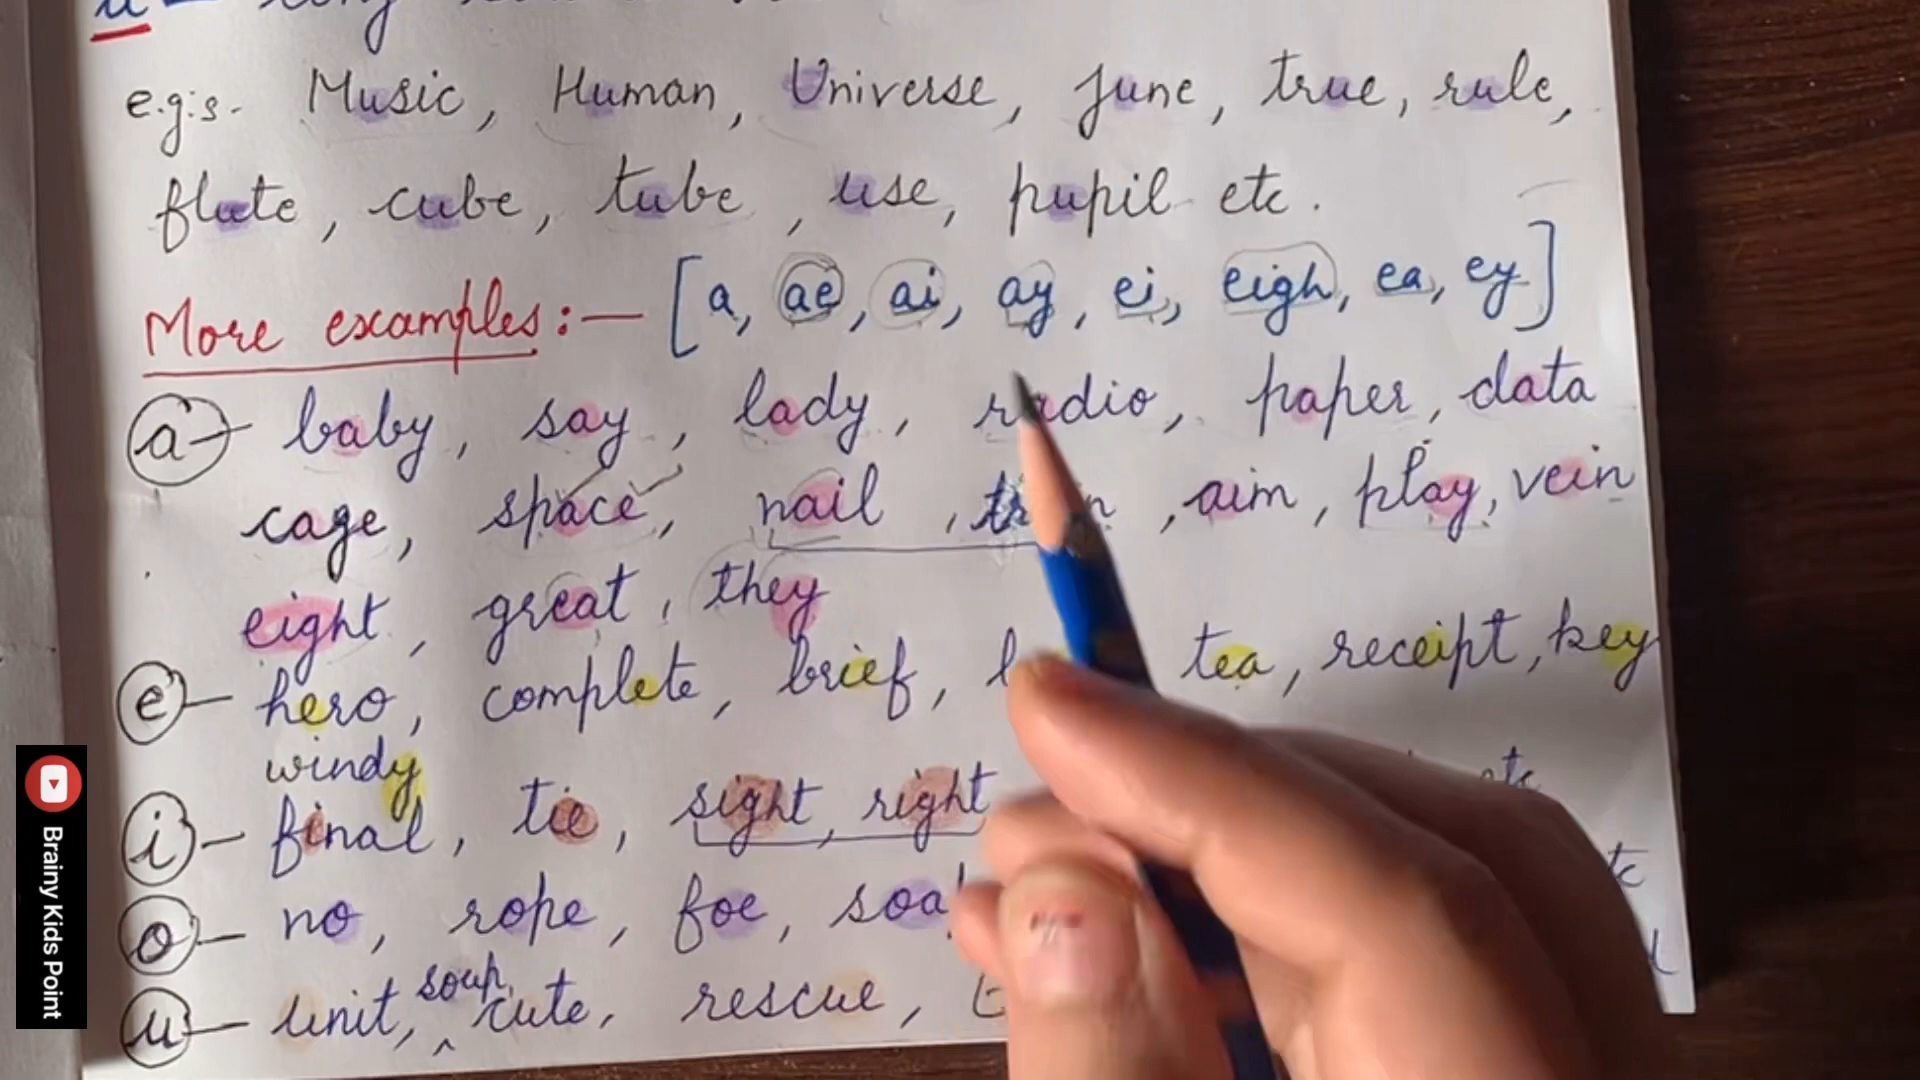 e.g.s. Music, Human, Universe, June, true, rule,
flute, cube, tube, use, pupil etc.
More examples:— [a, ae, ai, ay, ei, eigh, ea, ey]
a— baby, say, lady, radio, paper, data
cage, space, nail, aim, play, vein
eight, great, they
e— hero, complete, brief, tea, receipt, key
windy
i— final, tie, sight, right etc
o— no, rope, foe,
soup
u— unit, cute, rescue,
Brainy Kids Point